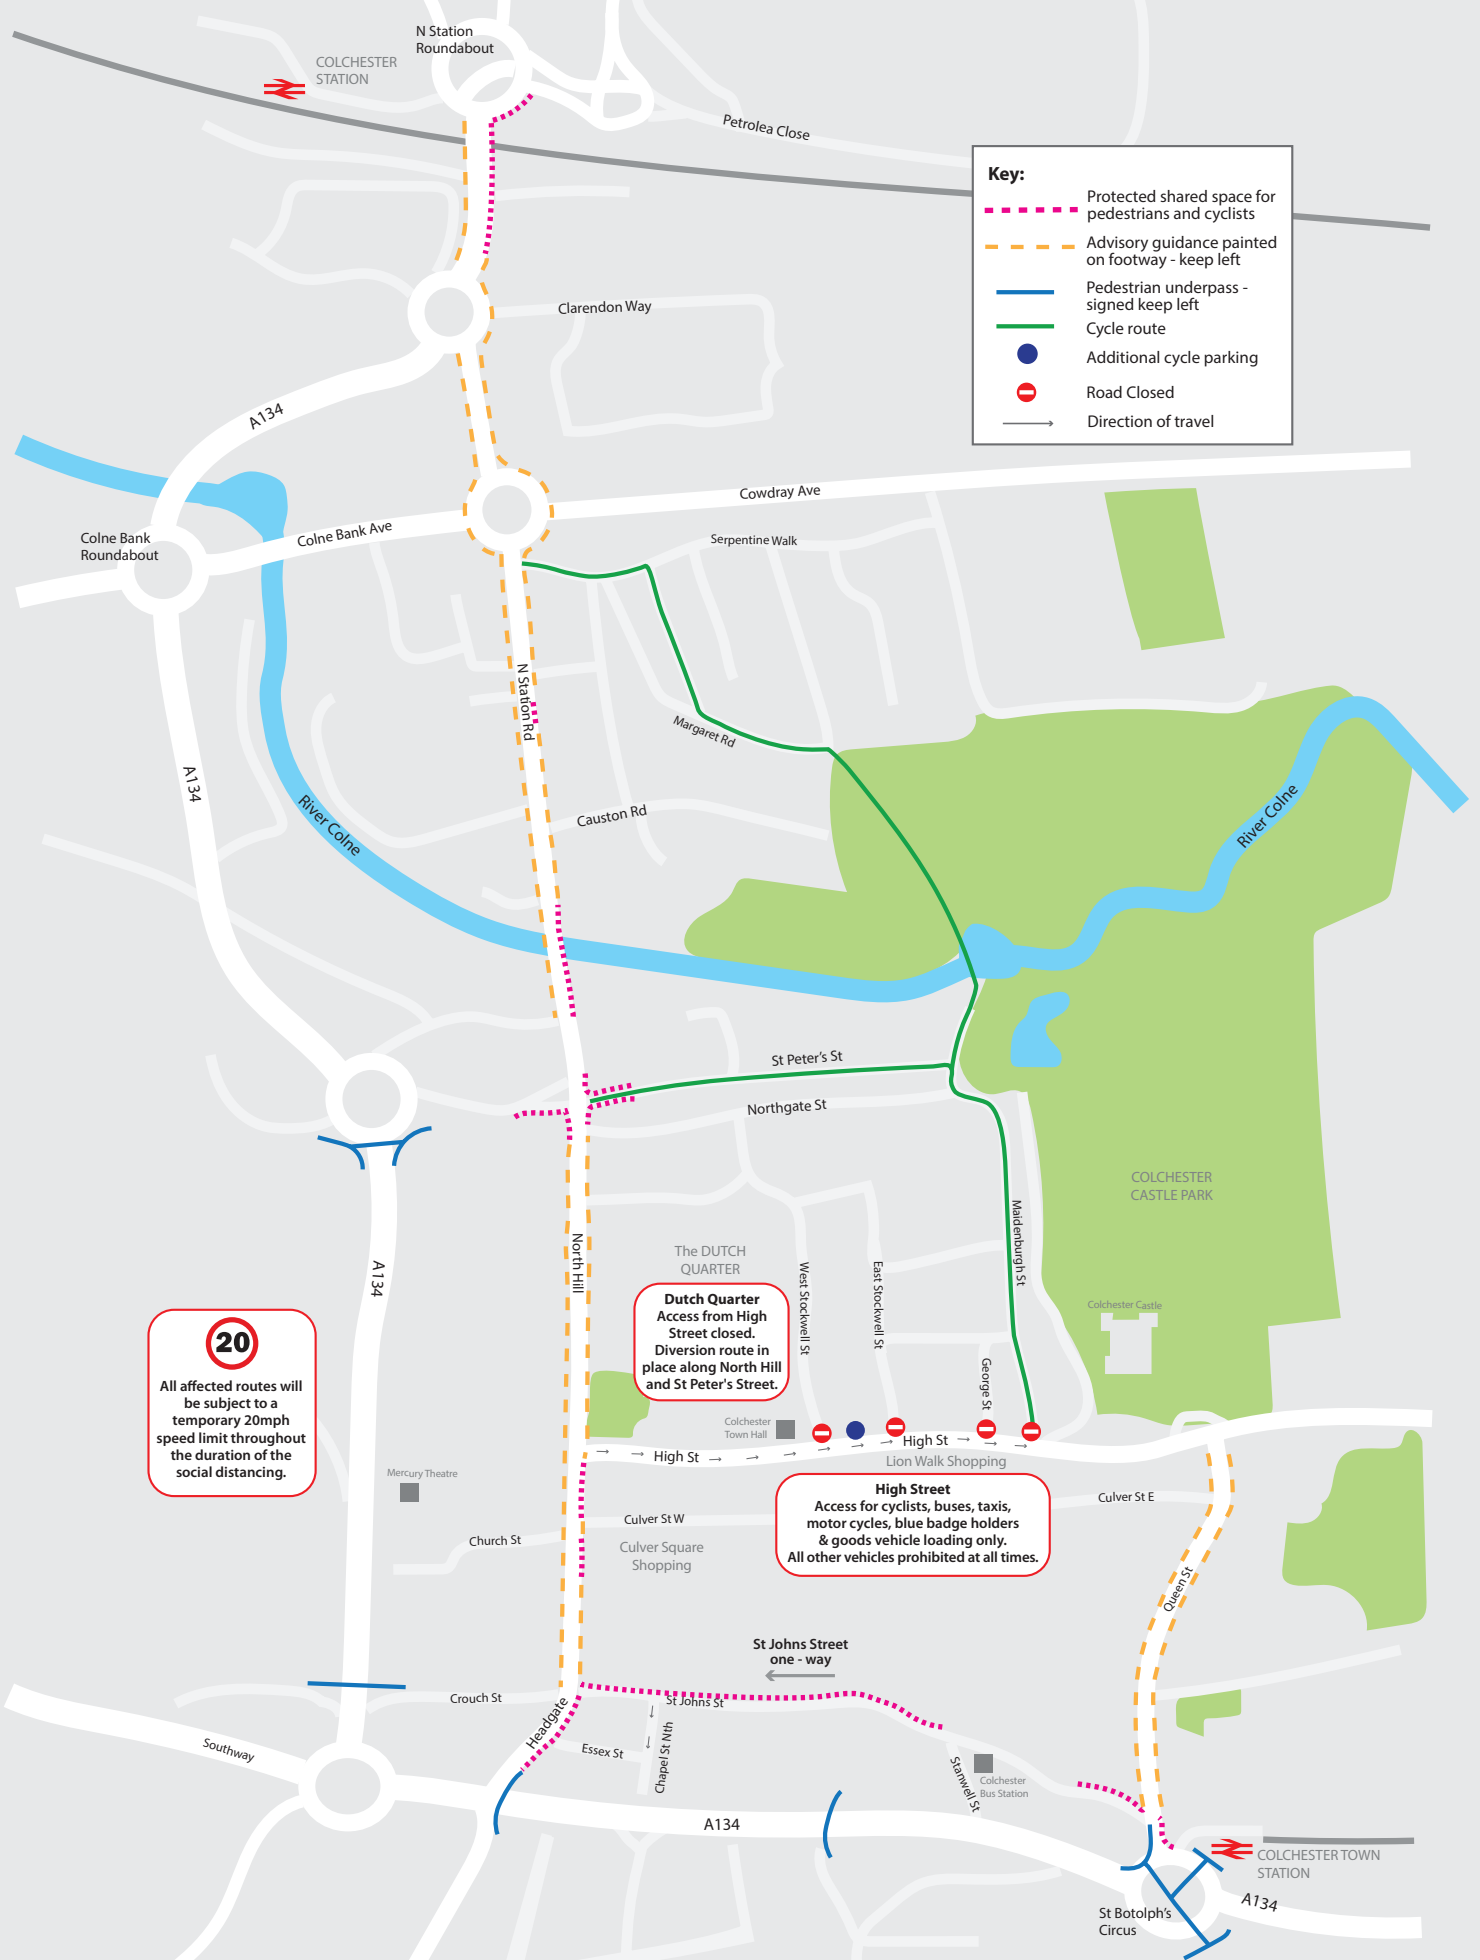 N Station
Roundabout
COLCHESTER
STATION
Petrolea Close
Key:
Protected shared space for
pedestrians and cyclists
Advisory guidance painted
on footway - keep left
Pedestrian underpass -
signed keep left
Cycle route
Additional cycle parking
Road Closed
Direction of travel
Clarendon Way
A134
Cowdray Ave
Colne Bank Ave
Colne Bank
Roundabout
Serpentine Walk
N Station Rd
Margaret Rd
A134
River Colne
Causton Rd
River Colne
St Peter's St
Northgate St
COLCHESTER
CASTLE PARK
Maidenburgh St
North Hill
The DUTCH
QUARTER
West Stockwell St
East Stockwell St
A134
Dutch Quarter
Access from High
Street closed.
Diversion route in
place along North Hill
and St Peter's Street.
Colchester Castle
George St
20
All affected routes will
be subject to a
temporary 20mph
speed limit throughout
the duration of the
social distancing.
Colchester
Town Hall
High St
High St
Lion Walk Shopping
Mercury Theatre
High Street
Access for cyclists, buses, taxis,
motor cycles, blue badge holders
& goods vehicle loading only.
All other vehicles prohibited at all times.
Culver St E
Culver St W
Church St
Culver Square
Shopping
Queen St
St Johns Street
one - way
Crouch St
St Johns St
Headgate
Essex St
Chapel St Nth
Southway
Stanwell St
Colchester
Bus Station
A134
COLCHESTER TOWN
STATION
A134
St Botolph's
Circus